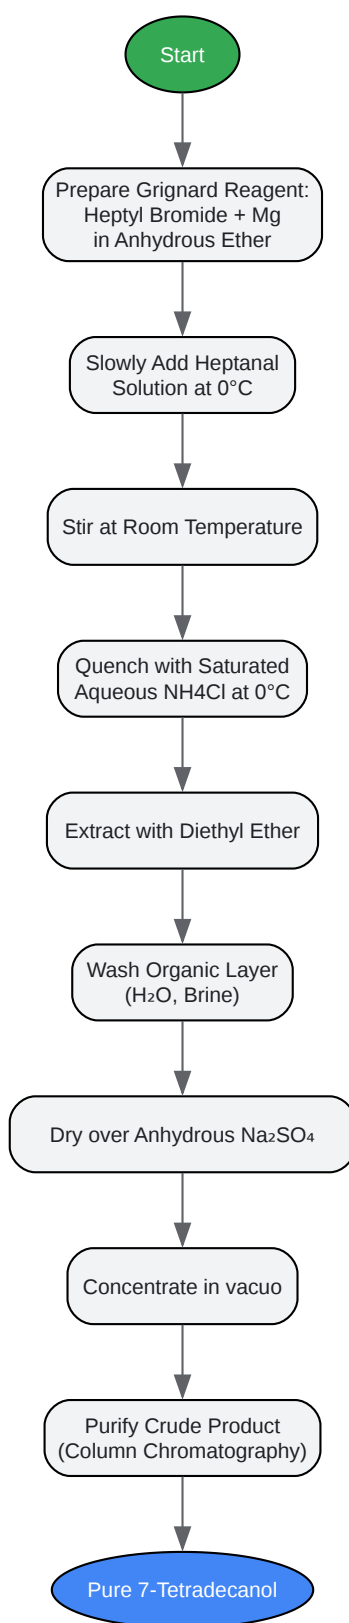 Start
Prepare Grignard Reagent:
Heptyl Bromide + Mg
in Anhydrous Ether
Slowly Add Heptanal
Solution at 0°C
Stir at Room Temperature
Quench with Saturated
Aqueous NH4Cl at 0°C
Extract with Diethyl Ether
Wash Organic Layer
(H₂O, Brine)
Dry over Anhydrous Na₂SO₄
Concentrate in vacuo
Purify Crude Product
(Column Chromatography)
Pure 7-Tetradecanol